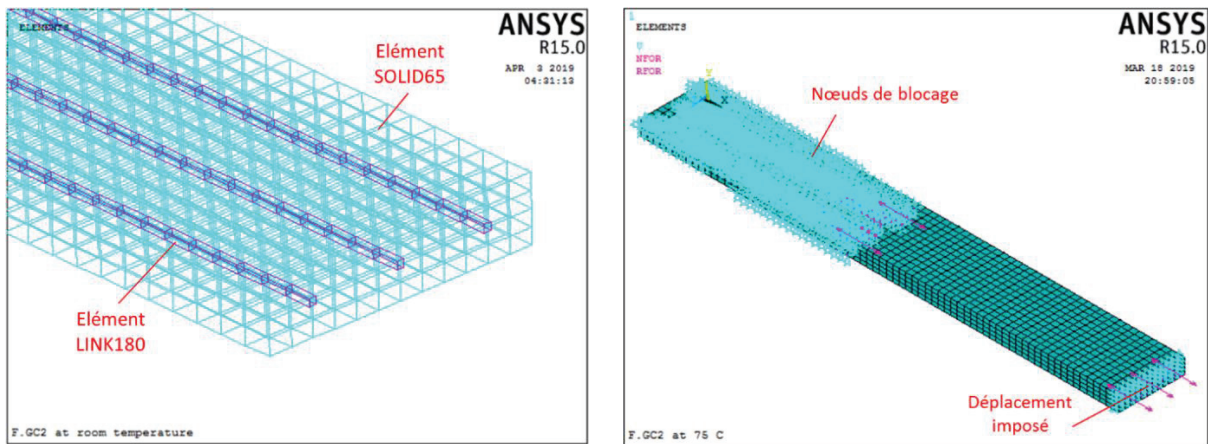 ELEMENTS
ANSYS
R15.0
APR 3 2019
04:31:13
Elément
SOLID65
Elément
LINK180
F.GC2 at room temperature
ELEMENTS
U
NFOR
RFOR
ANSYS
R15.0
MAR 18 2019
20:59:05
Y
X
Nœuds de blocage
Déplacement
imposé
F.GC2 at 75 C